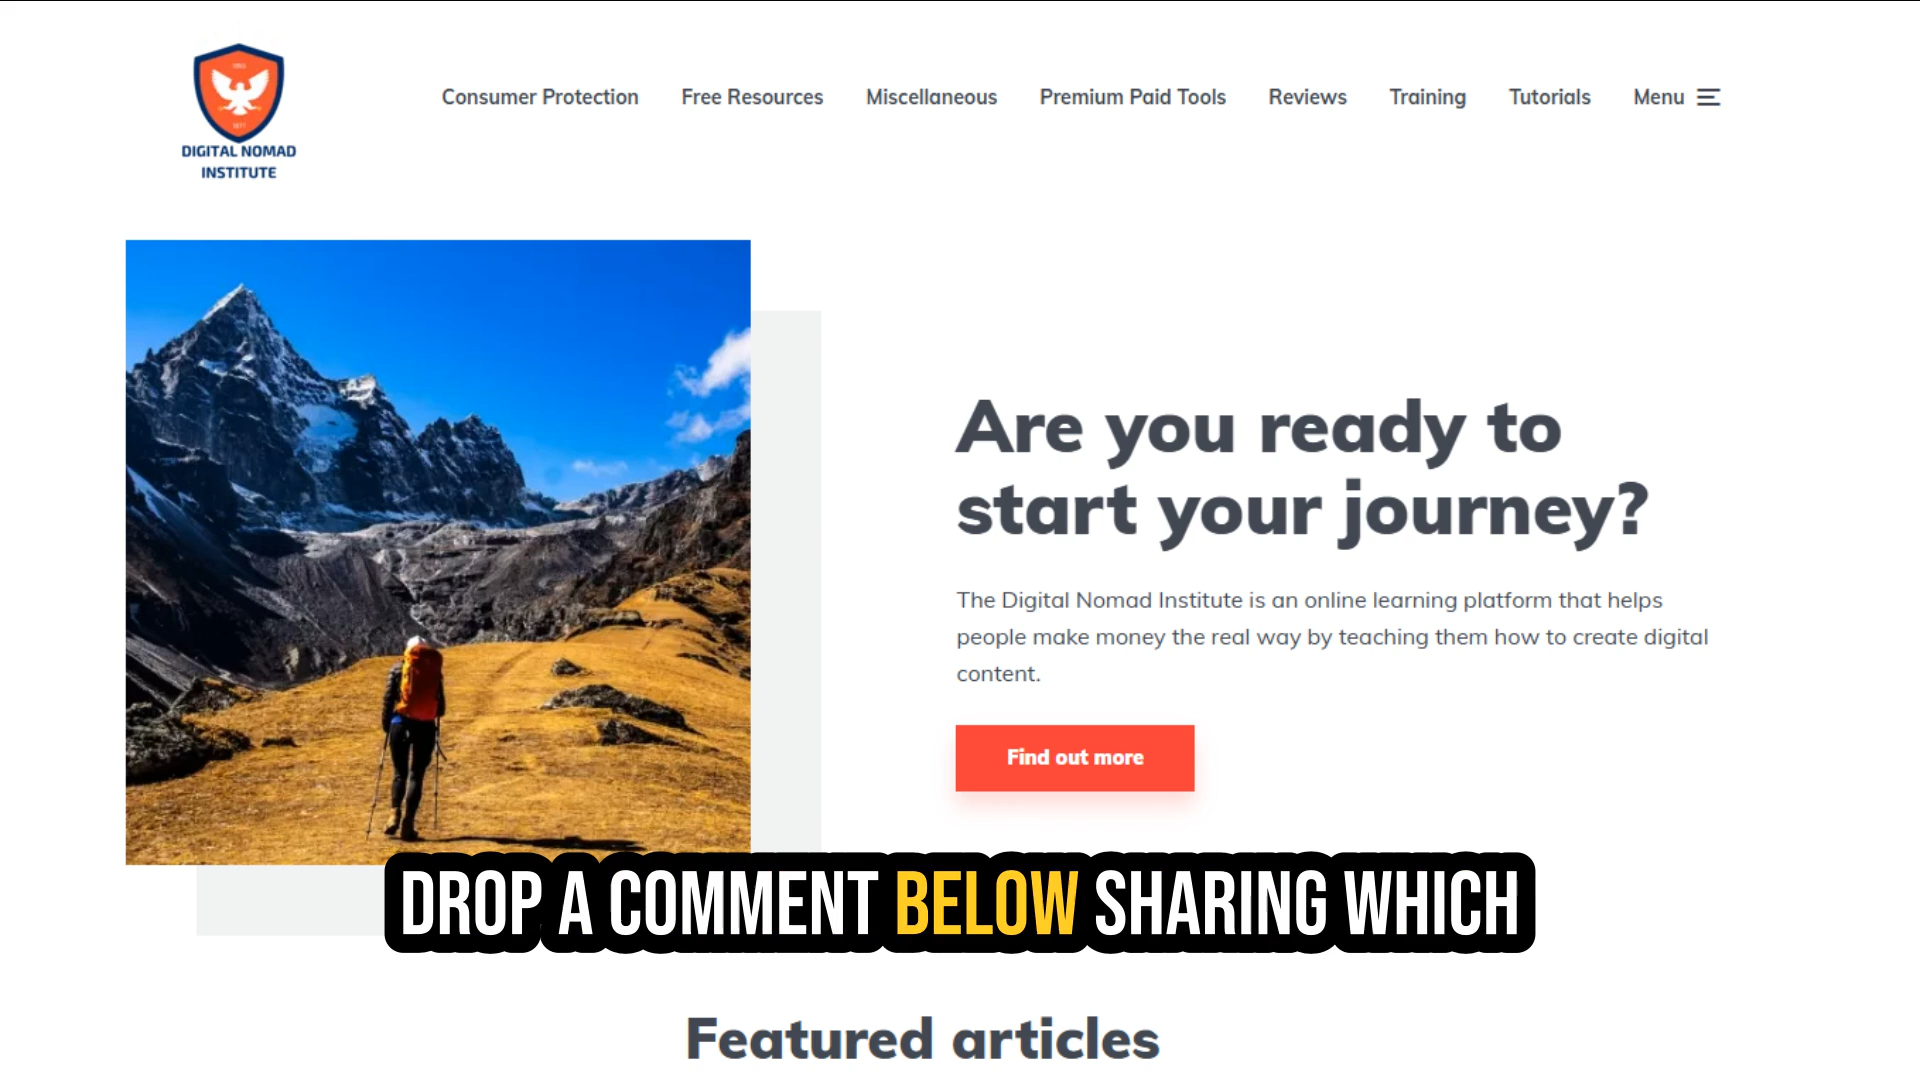 DIGITAL NOMAD
INSTITUTE
Consumer Protection Free Resources Miscellaneous Premium Paid Tools Reviews Training Tutorials Menu
Are you ready to
start your journey?
The Digital Nomad Institute is an online learning platform that helps
people make money the real way by teaching them how to create digital
content.
Find out more
DROP A COMMENT BELOW SHARING WHICH
Featured articles